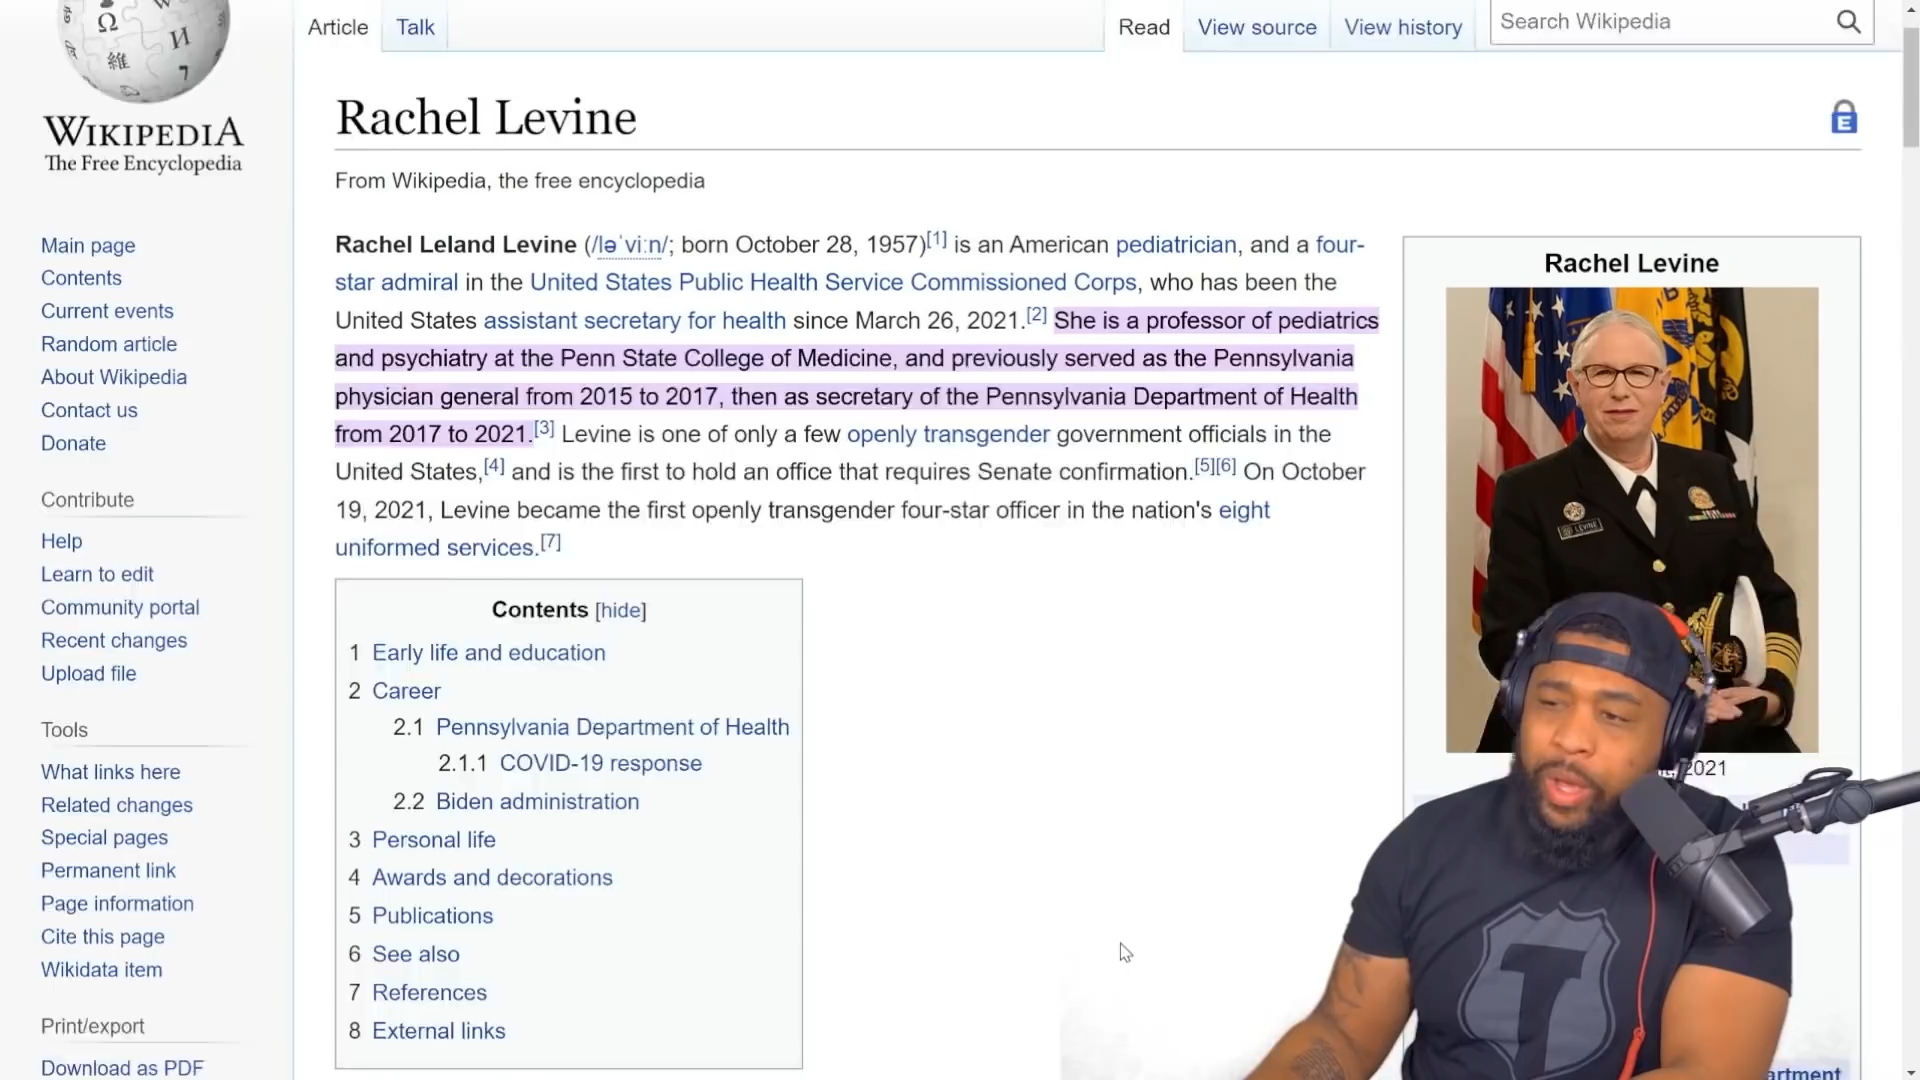 Article
Talk
Read
View source
View history
Search Wikipedia
Ω
И
維
WIKIPEDIA
The Free Encyclopedia
Main page
Contents
Current events
Random article
About Wikipedia
Contact us
Donate
Contribute
Help
Learn to edit
Community portal
Recent changes
Upload file
Tools
What links here
Related changes
Special pages
Permanent link
Page information
Cite this page
Wikidata item
Print/export
Download as PDF
Rachel Levine
E
From Wikipedia, the free encyclopedia
Rachel Leland Levine (/ləˈviːn/; born October 28, 1957)[1] is an American pediatrician, and a four-
star admiral in the United States Public Health Service Commissioned Corps, who has been the
United States assistant secretary for health since March 26, 2021.[2] She is a professor of pediatrics
and psychiatry at the Penn State College of Medicine, and previously served as the Pennsylvania
physician general from 2015 to 2017, then as secretary of the Pennsylvania Department of Health
from 2017 to 2021.[3] Levine is one of only a few openly transgender government officials in the
United States,[4] and is the first to hold an office that requires Senate confirmation.[5][6] On October
19, 2021, Levine became the first openly transgender four-star officer in the nation's eight
uniformed services.[7]
Contents [hide]
1 Early life and education
2 Career
2.1 Pennsylvania Department of Health
2.1.1 COVID-19 response
2.2 Biden administration
3 Personal life
4 Awards and decorations
5 Publications
6 See also
7 References
8 External links
Rachel Levine
LEVINE
2021
T